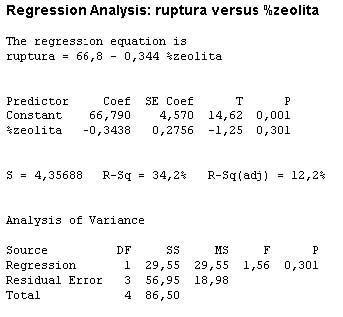 Regression Analysis: ruptura versus %zeolita
The regression equation is
ruptura = 66,8 - 0,344 %zeolita
Predictor Coef SE Coef T P
Constant 66,790 4,570 14,62 0,001
%zeolita -0,3438 0,2756 -1,25 0,301
S = 4,35688 R-Sq = 34,2% R-Sq(adj) = 12,2%
Analysis of Variance
Source DF SS MS F P
Regression 1 29,55 29,55 1,56 0,301
Residual Error 3 56,95 18,98
Total 4 86,50